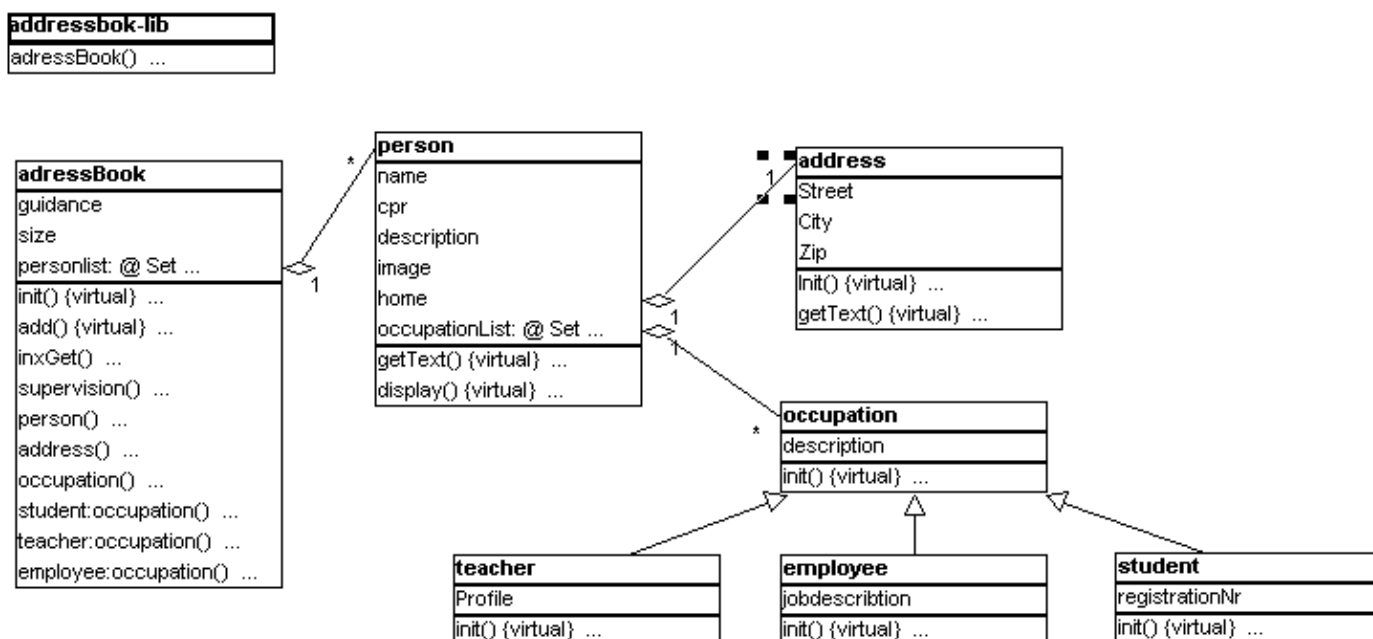 addressbok-lib
adressBook() ...
adressBook
guidance
size
personlist: @ Set ...
init() {virtual} ...
add() {virtual} ...
inxGet() ...
supervision() ...
person() ...
address() ...
occupation() ...
student:occupation() ...
teacher:occupation() ...
employee:occupation() ...
*
1
person
name
cpr
description
image
home
occupationList: @ Set ...
getText() {virtual} ...
display() {virtual} ...
1
1
1
*
address
Street
City
Zip
Init() {virtual} ...
getText() {virtual} ...
occupation
description
init() {virtual} ...
teacher
Profile
init() {virtual} ...
employee
jobdescribtion
init() {virtual} ...
student
registrationNr
init() {virtual} ...